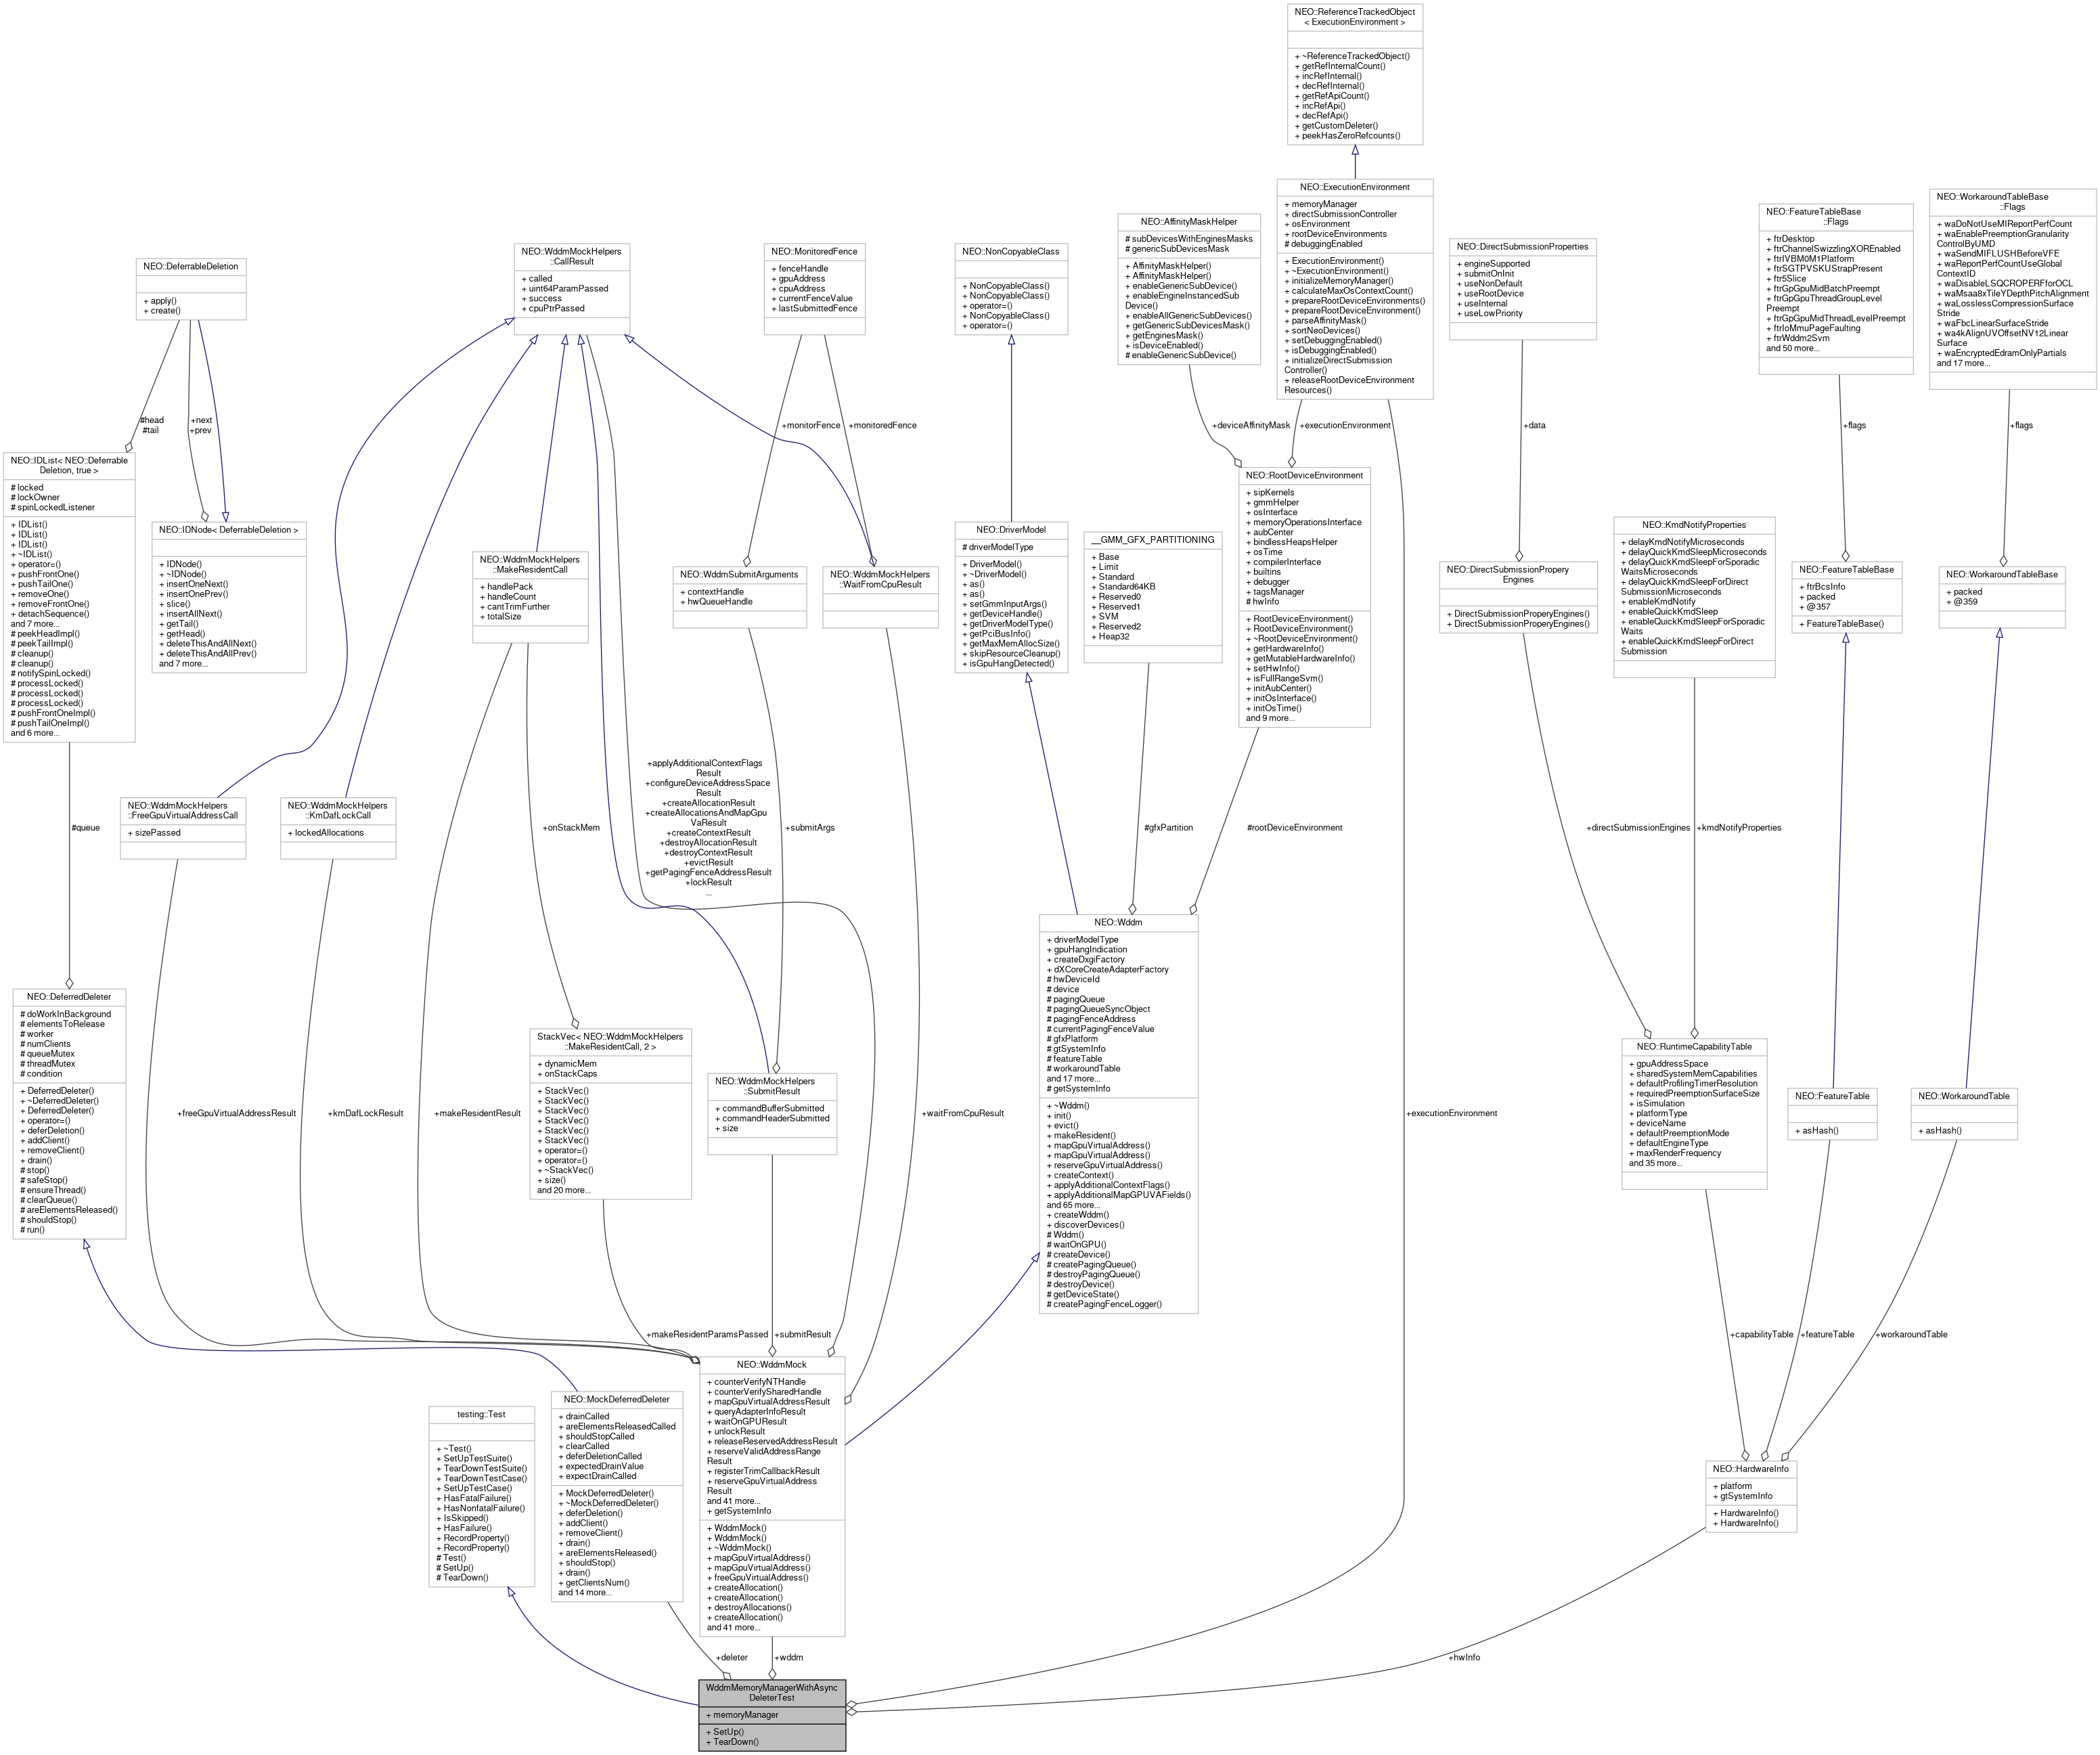 NEO::ReferenceTrackedObject
< ExecutionEnvironment >
+ ~ReferenceTrackedObject()
+ getRefInternalCount()
+ incRefInternal()
+ decRefInternal()
+ getRefApiCount()
+ incRefApi()
+ decRefApi()
+ getCustomDeleter()
+ peekHasZeroRefcounts()
NEO::ExecutionEnvironment
+ memoryManager
+ directSubmissionController
+ osEnvironment
+ rootDeviceEnvironments
# debuggingEnabled
+ ExecutionEnvironment()
+ ~ExecutionEnvironment()
+ initializeMemoryManager()
+ calculateMaxOsContextCount()
+ prepareRootDeviceEnvironments()
+ prepareRootDeviceEnvironment()
+ parseAffinityMask()
+ sortNeoDevices()
+ setDebuggingEnabled()
+ isDebuggingEnabled()
+ initializeDirectSubmission
Controller()
+ releaseRootDeviceEnvironment
Resources()
NEO::WorkaroundTableBase
::Flags
+ waDoNotUseMIReportPerfCount
+ waEnablePreemptionGranularity
ControlByUMD
+ waSendMIFLUSHBeforeVFE
+ waReportPerfCountUseGlobal
ContextID
+ waDisableLSQCROPERFforOCL
+ waMsaa8xTileYDepthPitchAlignment
+ waLosslessCompressionSurface
Stride
+ waFbcLinearSurfaceStride
+ wa4kAlignUVOffsetNV12Linear
Surface
+ waEncryptedEdramOnlyPartials
and 17 more...
NEO::FeatureTableBase
::Flags
+ ftrDesktop
+ ftrChannelSwizzlingXOREnabled
+ ftrIVBM0M1Platform
+ ftrSGTPVSKUStrapPresent
+ ftr5Slice
+ ftrGpGpuMidBatchPreempt
+ ftrGpGpuThreadGroupLevel
Preempt
+ ftrGpGpuMidThreadLevelPreempt
+ ftrIoMmuPageFaulting
+ ftrWddm2Svm
and 50 more...
NEO::AffinityMaskHelper
# subDevicesWithEnginesMasks
# genericSubDevicesMask
+ AffinityMaskHelper()
+ AffinityMaskHelper()
+ enableGenericSubDevice()
+ enableEngineInstancedSub
Device()
+ enableAllGenericSubDevices()
+ getGenericSubDevicesMask()
+ getEnginesMask()
+ isDeviceEnabled()
# enableGenericSubDevice()
NEO::DirectSubmissionProperties
+ engineSupported
+ submitOnInit
+ useNonDefault
+ useRootDevice
+ useInternal
+ useLowPriority
NEO::NonCopyableClass
+ NonCopyableClass()
+ NonCopyableClass()
+ operator=()
+ NonCopyableClass()
+ operator=()
NEO::MonitoredFence
+ fenceHandle
+ gpuAddress
+ cpuAddress
+ currentFenceValue
+ lastSubmittedFence
NEO::WddmMockHelpers
::CallResult
+ called
+ uint64ParamPassed
+ success
+ cpuPtrPassed
NEO::DeferrableDeletion
+ apply()
+ create()
#head
#tail
+next
+prev
+monitorFence
+monitoredFence
+deviceAffinityMask
+executionEnvironment
+data
+flags
+flags
NEO::IDList< NEO::Deferrable
Deletion, true >
# locked
# lockOwner
# spinLockedListener
+ IDList()
+ IDList()
+ IDList()
+ ~IDList()
+ operator=()
+ pushFrontOne()
+ pushTailOne()
+ removeOne()
+ removeFrontOne()
+ detachSequence()
and 7 more...
# peekHeadImpl()
# peekTailImpl()
# cleanup()
# cleanup()
# notifySpinLocked()
# processLocked()
# processLocked()
# processLocked()
# pushFrontOneImpl()
# pushTailOneImpl()
and 6 more...
NEO::IDNode< DeferrableDeletion >
+ IDNode()
+ ~IDNode()
+ insertOneNext()
+ insertOnePrev()
+ slice()
+ insertAllNext()
+ getTail()
+ getHead()
+ deleteThisAndAllNext()
+ deleteThisAndAllPrev()
and 7 more...
NEO::WddmMockHelpers
::MakeResidentCall
+ handlePack
+ handleCount
+ cantTrimFurther
+ totalSize
NEO::WddmSubmitArguments
+ contextHandle
+ hwQueueHandle
NEO::WddmMockHelpers
::WaitFromCpuResult
NEO::DriverModel
# driverModelType
+ DriverModel()
+ ~DriverModel()
+ as()
+ as()
+ setGmmInputArgs()
+ getDeviceHandle()
+ getDriverModelType()
+ getPciBusInfo()
+ getMaxMemAllocSize()
+ skipResourceCleanup()
+ isGpuHangDetected()
__GMM_GFX_PARTITIONING
+ Base
+ Limit
+ Standard
+ Standard64KB
+ Reserved0
+ Reserved1
+ SVM
+ Reserved2
+ Heap32
NEO::RootDeviceEnvironment
+ sipKernels
+ gmmHelper
+ osInterface
+ memoryOperationsInterface
+ aubCenter
+ bindlessHeapsHelper
+ osTime
+ compilerInterface
+ builtins
+ debugger
+ tagsManager
# hwInfo
+ RootDeviceEnvironment()
+ RootDeviceEnvironment()
+ ~RootDeviceEnvironment()
+ getHardwareInfo()
+ getMutableHardwareInfo()
+ setHwInfo()
+ isFullRangeSvm()
+ initAubCenter()
+ initOsInterface()
+ initOsTime()
and 9 more...
NEO::DirectSubmissionPropery
Engines
+ DirectSubmissionProperyEngines()
+ DirectSubmissionProperyEngines()
NEO::KmdNotifyProperties
+ delayKmdNotifyMicroseconds
+ delayQuickKmdSleepMicroseconds
+ delayQuickKmdSleepForSporadic
WaitsMicroseconds
+ delayQuickKmdSleepForDirect
SubmissionMicroseconds
+ enableKmdNotify
+ enableQuickKmdSleep
+ enableQuickKmdSleepForSporadic
Waits
+ enableQuickKmdSleepForDirect
Submission
NEO::FeatureTableBase
+ ftrBcsInfo
+ packed
+ @357
+ FeatureTableBase()
NEO::WorkaroundTableBase
+ packed
+ @359
#queue
NEO::WddmMockHelpers
::FreeGpuVirtualAddressCall
+ sizePassed
NEO::WddmMockHelpers
::KmDafLockCall
+ lockedAllocations
+onStackMem
+applyAdditionalContextFlags
Result
+configureDeviceAddressSpace
Result
+createAllocationResult
+createAllocationsAndMapGpu
VaResult
+createContextResult
+destroyAllocationResult
+destroyContextResult
+evictResult
+getPagingFenceAddressResult
+lockResult
...
+submitArgs
#gfxPartition
#rootDeviceEnvironment
+directSubmissionEngines
+kmdNotifyProperties
NEO::DeferredDeleter
# doWorkInBackground
# elementsToRelease
# worker
# numClients
# queueMutex
# threadMutex
# condition
+ DeferredDeleter()
+ ~DeferredDeleter()
+ DeferredDeleter()
+ operator=()
+ deferDeletion()
+ addClient()
+ removeClient()
+ drain()
# stop()
# safeStop()
# ensureThread()
# clearQueue()
# areElementsReleased()
# shouldStop()
# run()
+freeGpuVirtualAddressResult
+kmDafLockResult
+makeResidentResult
StackVec< NEO::WddmMockHelpers
::MakeResidentCall, 2 >
+ dynamicMem
+ onStackCaps
+ StackVec()
+ StackVec()
+ StackVec()
+ StackVec()
+ StackVec()
+ StackVec()
+ operator=()
+ operator=()
+ ~StackVec()
+ size()
and 20 more...
NEO::WddmMockHelpers
::SubmitResult
+ commandBufferSubmitted
+ commandHeaderSubmitted
+ size
+waitFromCpuResult
NEO::Wddm
+ driverModelType
+ gpuHangIndication
+ createDxgiFactory
+ dXCoreCreateAdapterFactory
# hwDeviceId
# device
# pagingQueue
# pagingQueueSyncObject
# pagingFenceAddress
# currentPagingFenceValue
# gfxPlatform
# gtSystemInfo
# featureTable
# workaroundTable
and 17 more...
# getSystemInfo
+ ~Wddm()
+ init()
+ evict()
+ makeResident()
+ mapGpuVirtualAddress()
+ mapGpuVirtualAddress()
+ reserveGpuVirtualAddress()
+ createContext()
+ applyAdditionalContextFlags()
+ applyAdditionalMapGPUVAFields()
and 65 more...
+ createWddm()
+ discoverDevices()
# Wddm()
# waitOnGPU()
# createDevice()
# createPagingQueue()
# destroyPagingQueue()
# destroyDevice()
# getDeviceState()
# createPagingFenceLogger()
+executionEnvironment
NEO::RuntimeCapabilityTable
+ gpuAddressSpace
+ sharedSystemMemCapabilities
+ defaultProfilingTimerResolution
+ requiredPreemptionSurfaceSize
+ isSimulation
+ platformType
+ deviceName
+ defaultPreemptionMode
+ defaultEngineType
+ maxRenderFrequency
and 35 more...
NEO::FeatureTable
+ asHash()
NEO::WorkaroundTable
+ asHash()
+makeResidentParamsPassed
+submitResult
+capabilityTable
+featureTable
+workaroundTable
testing::Test
+ ~Test()
+ SetUpTestSuite()
+ TearDownTestSuite()
+ TearDownTestCase()
+ SetUpTestCase()
+ HasFatalFailure()
+ HasNonfatalFailure()
+ IsSkipped()
+ HasFailure()
+ RecordProperty()
+ RecordProperty()
# Test()
# SetUp()
# TearDown()
NEO::MockDeferredDeleter
+ drainCalled
+ areElementsReleasedCalled
+ shouldStopCalled
+ clearCalled
+ deferDeletionCalled
+ expectedDrainValue
+ expectDrainCalled
+ MockDeferredDeleter()
+ ~MockDeferredDeleter()
+ deferDeletion()
+ addClient()
+ removeClient()
+ drain()
+ areElementsReleased()
+ shouldStop()
+ drain()
+ getClientsNum()
and 14 more...
NEO::WddmMock
+ counterVerifyNTHandle
+ counterVerifySharedHandle
+ mapGpuVirtualAddressResult
+ queryAdapterInfoResult
+ waitOnGPUResult
+ unlockResult
+ releaseReservedAddressResult
+ reserveValidAddressRange
Result
+ registerTrimCallbackResult
+ reserveGpuVirtualAddress
Result
and 41 more...
+ getSystemInfo
+ WddmMock()
+ WddmMock()
+ ~WddmMock()
+ mapGpuVirtualAddress()
+ mapGpuVirtualAddress()
+ freeGpuVirtualAddress()
+ createAllocation()
+ createAllocation()
+ destroyAllocations()
+ createAllocation()
and 41 more...
NEO::HardwareInfo
+ platform
+ gtSystemInfo
+ HardwareInfo()
+ HardwareInfo()
+deleter
+wddm
+hwInfo
WddmMemoryManagerWithAsync
DeleterTest
+ memoryManager
+ SetUp()
+ TearDown()